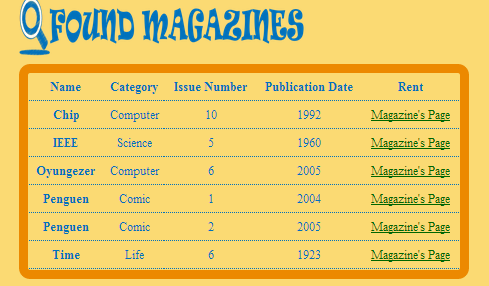 FOUND MAGAZINES
Name Category Issue Number Publication Date Rent
Chip Computer 10 1992 Magazine's Page
IEEE Science 5 1960 Magazine's Page
Oyungezer Computer 6 2005 Magazine's Page
Penguen Comic 1 2004 Magazine's Page
Penguen Comic 2 2005 Magazine's Page
Time Life 6 1923 Magazine's Page